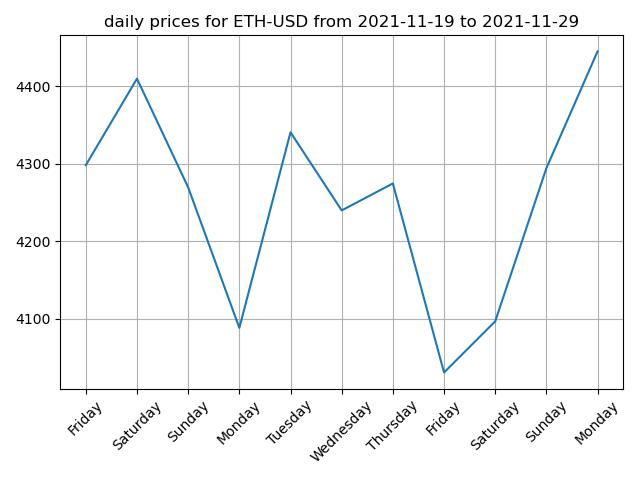 daily prices for ETH-USD from 2021-11-19 to 2021-11-29
4400
4300
4200
4100
Friday
Saturday
Sunday
Monday
Tuesday
Wednesday
Thursday
Friday
Saturday
Sunday
Monday